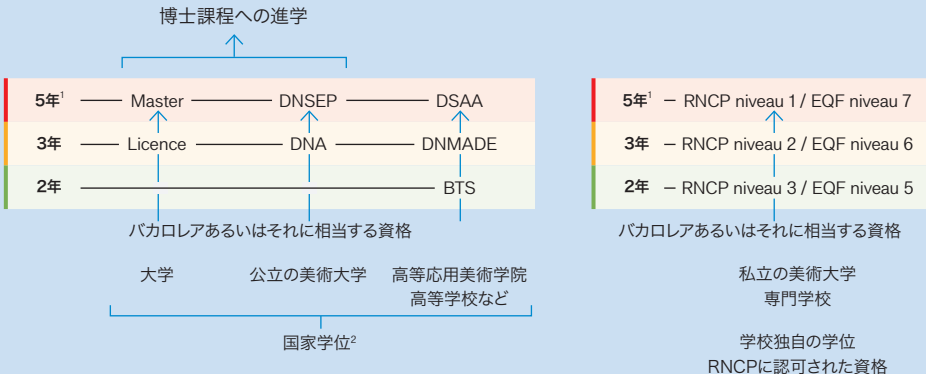 博士課程への進学
5年¹ Master DNSEP DSAA
3年 Licence DNA DNMADE
2年 BTS
バカロレアあるいはそれに相当する資格
大学 公立の美術大学 高等応用美術学院
高等学校など
国家学位²
5年¹ RNCP niveau 1 / EQF niveau 7
3年 RNCP niveau 2 / EQF niveau 6
2年 RNCP niveau 3 / EQF niveau 5
バカロレアあるいはそれに相当する資格
私立の美術大学
専門学校
学校独自の学位
RNCPに認可された資格